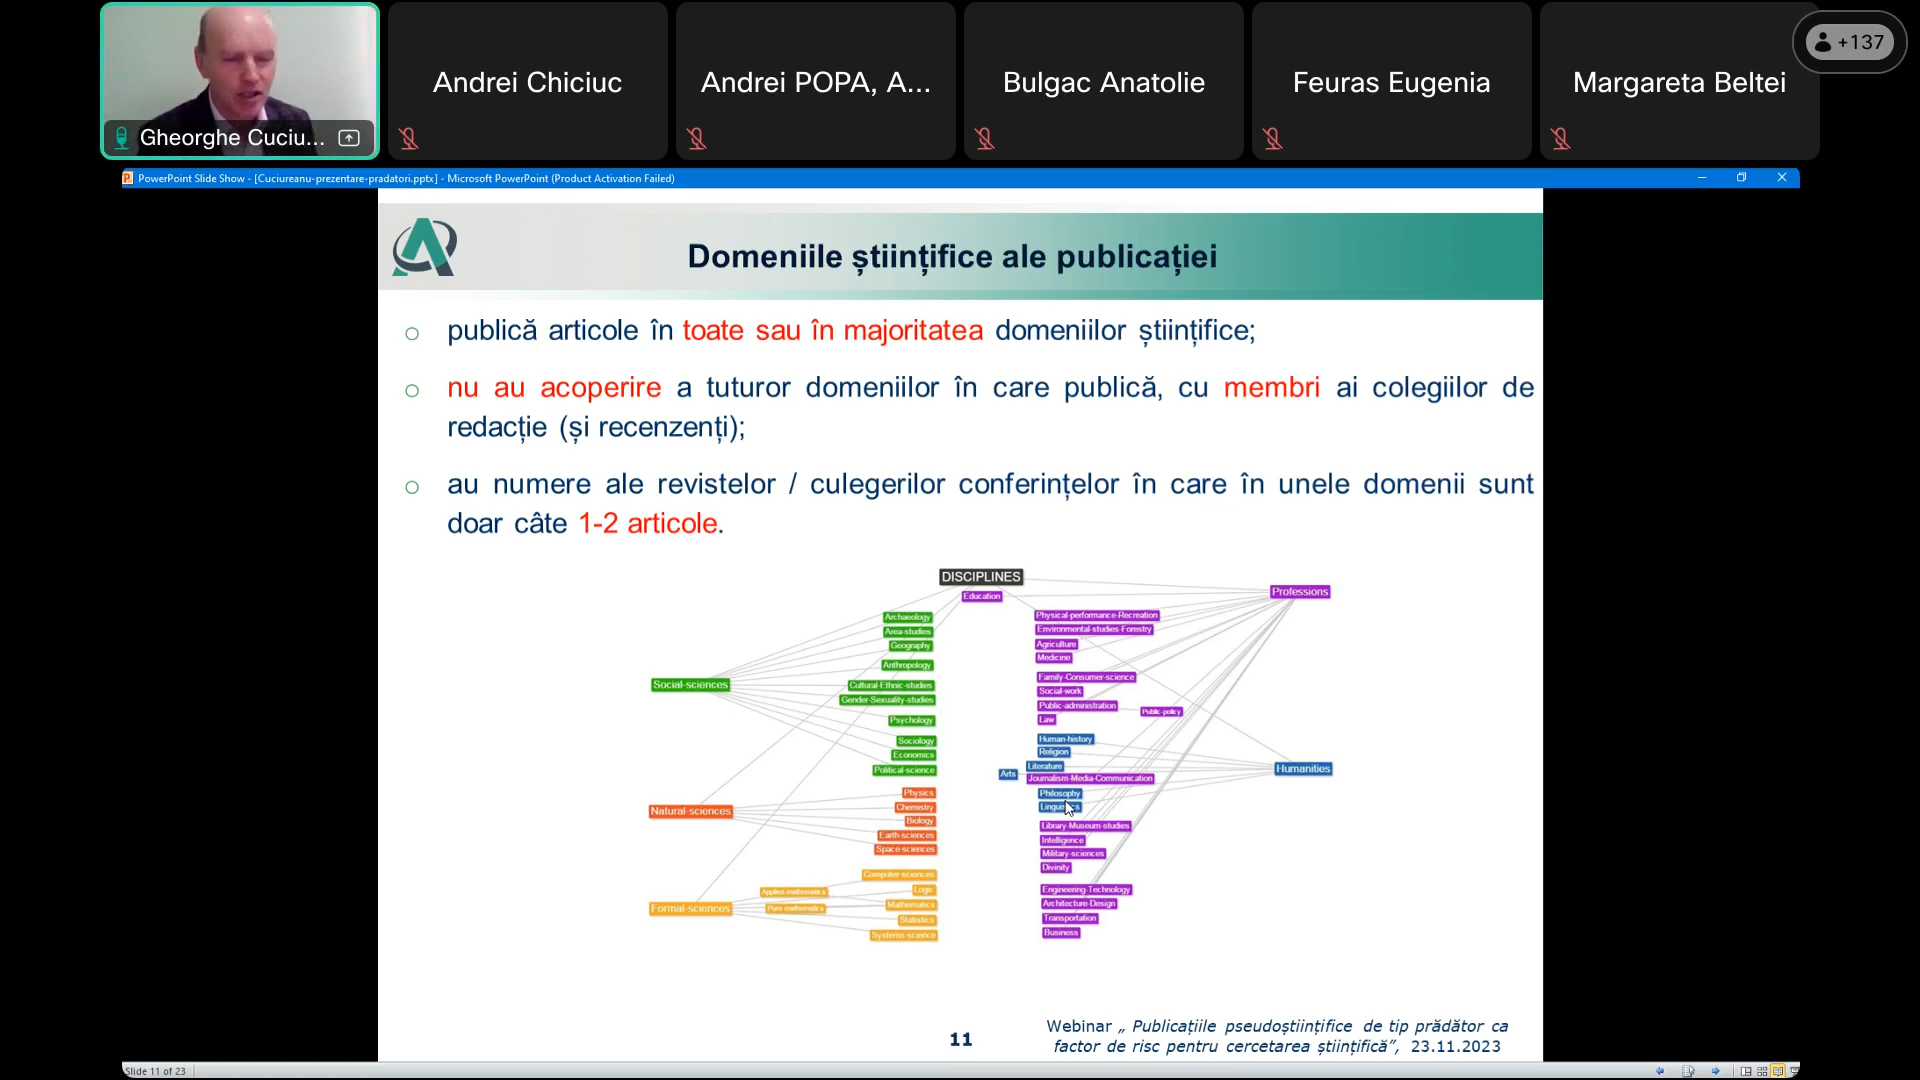 Gheorghe Cuciu...
Andrei Chiciuc
Andrei POPA, A...
Bulgac Anatolie
Feuras Eugenia
Margareta Beltei
+137
PowerPoint Slide Show - [Cuciureanu-prezentare-pradatori.pptx] - Microsoft PowerPoint (Product Activation Failed)
Domeniile științifice ale publicației
publică articole în toate sau în majoritatea domeniilor științifice;
nu au acoperire a tuturor domeniilor în care publică, cu membri ai colegiilor de
redacție (și recenzenți);
au numere ale revistelor / culegerilor conferințelor în care în unele domenii sunt
doar câte 1-2 articole.
DISCIPLINES
Education
Professions
Archaeology
Area-studies
Geography
Anthropology
Social-sciences
Cultural-Ethnic-studies
Gender-Sexuality-studies
Psychology
Sociology
Economics
Political-science
Physics
Natural-sciences
Chemistry
Biology
Earth-sciences
Space-sciences
Computer-sciences
Applied-mathematics
Logic
Formal-sciences
Pure-mathematics
Mathematics
Statistics
Systems-science
Physical-performance-Recreation
Environmental-studies-Forestry
Agriculture
Medicine
Family-Consumer-science
Social-work
Public-administration
Public-policy
Law
Human-history
Religion
Literature
Humanities
Arts
Journalism-Media-Communication
Philosophy
Library-Museum-studies
Intelligence
Military-sciences
Divinity
Engineering-Technology
Architecture-Design
Transportation
Business
11
Webinar „ Publicațiile pseudoștiințifice de tip prădător ca
factor de risc pentru cercetarea științifică”, 23.11.2023
Slide 11 of 23